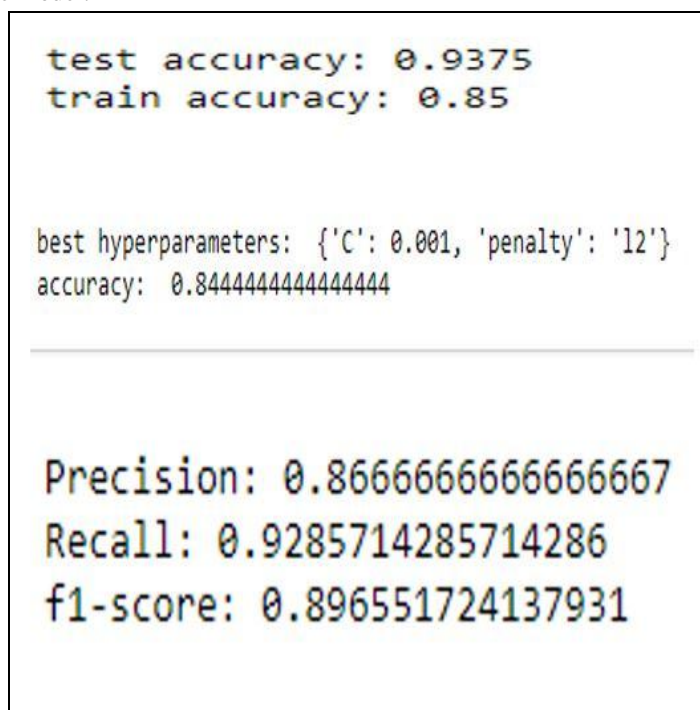 test accuracy: 0.9375
train accuracy: 0.85
best hyperparameters: {'C': 0.001, 'penalty': 'l2'}
accuracy: 0.8444444444444444
Precision: 0.8666666666666667
Recall: 0.9285714285714286
f1-score: 0.896551724137931